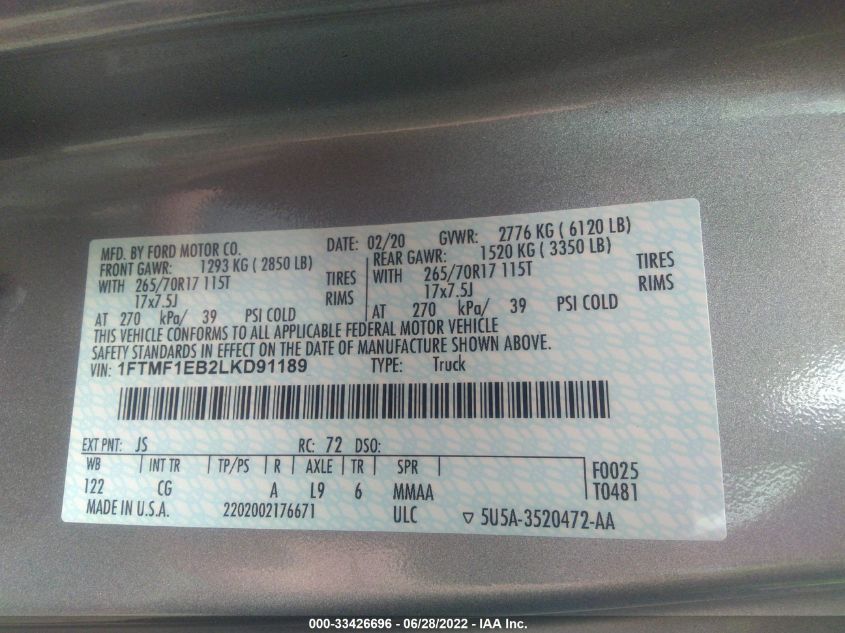 MFD. BY FORD MOTOR CO.
DATE: 02/20 GVWR: 2776 KG ( 6120 LB)
FRONT GAWR: 1293 KG ( 2850 LB)
WITH 265/70R17 115T TIRES
17x7.5J RIMS
AT 270 kPa/ 39 PSI COLD
REAR GAWR: 1520 KG ( 3350 LB)
WITH 265/70R17 115T TIRES
17x7.5J RIMS
AT 270 kPa/ 39 PSI COLD
THIS VEHICLE CONFORMS TO ALL APPLICABLE FEDERAL MOTOR VEHICLE
SAFETY STANDARDS IN EFFECT ON THE DATE OF MANUFACTURE SHOWN ABOVE.
VIN: 1FTMF1EB2LKD91189 TYPE: Truck
EXT PNT: JS RC: 72 DSO:
WB INT TR TP/PS R AXLE TR SPR F0025
122 CG A L9 6 MMAA T0481
MADE IN U.S.A. 2202002176671 ULC ▽ 5U5A-3520472-AA
000-33426696 - 06/28/2022 - IAA Inc.